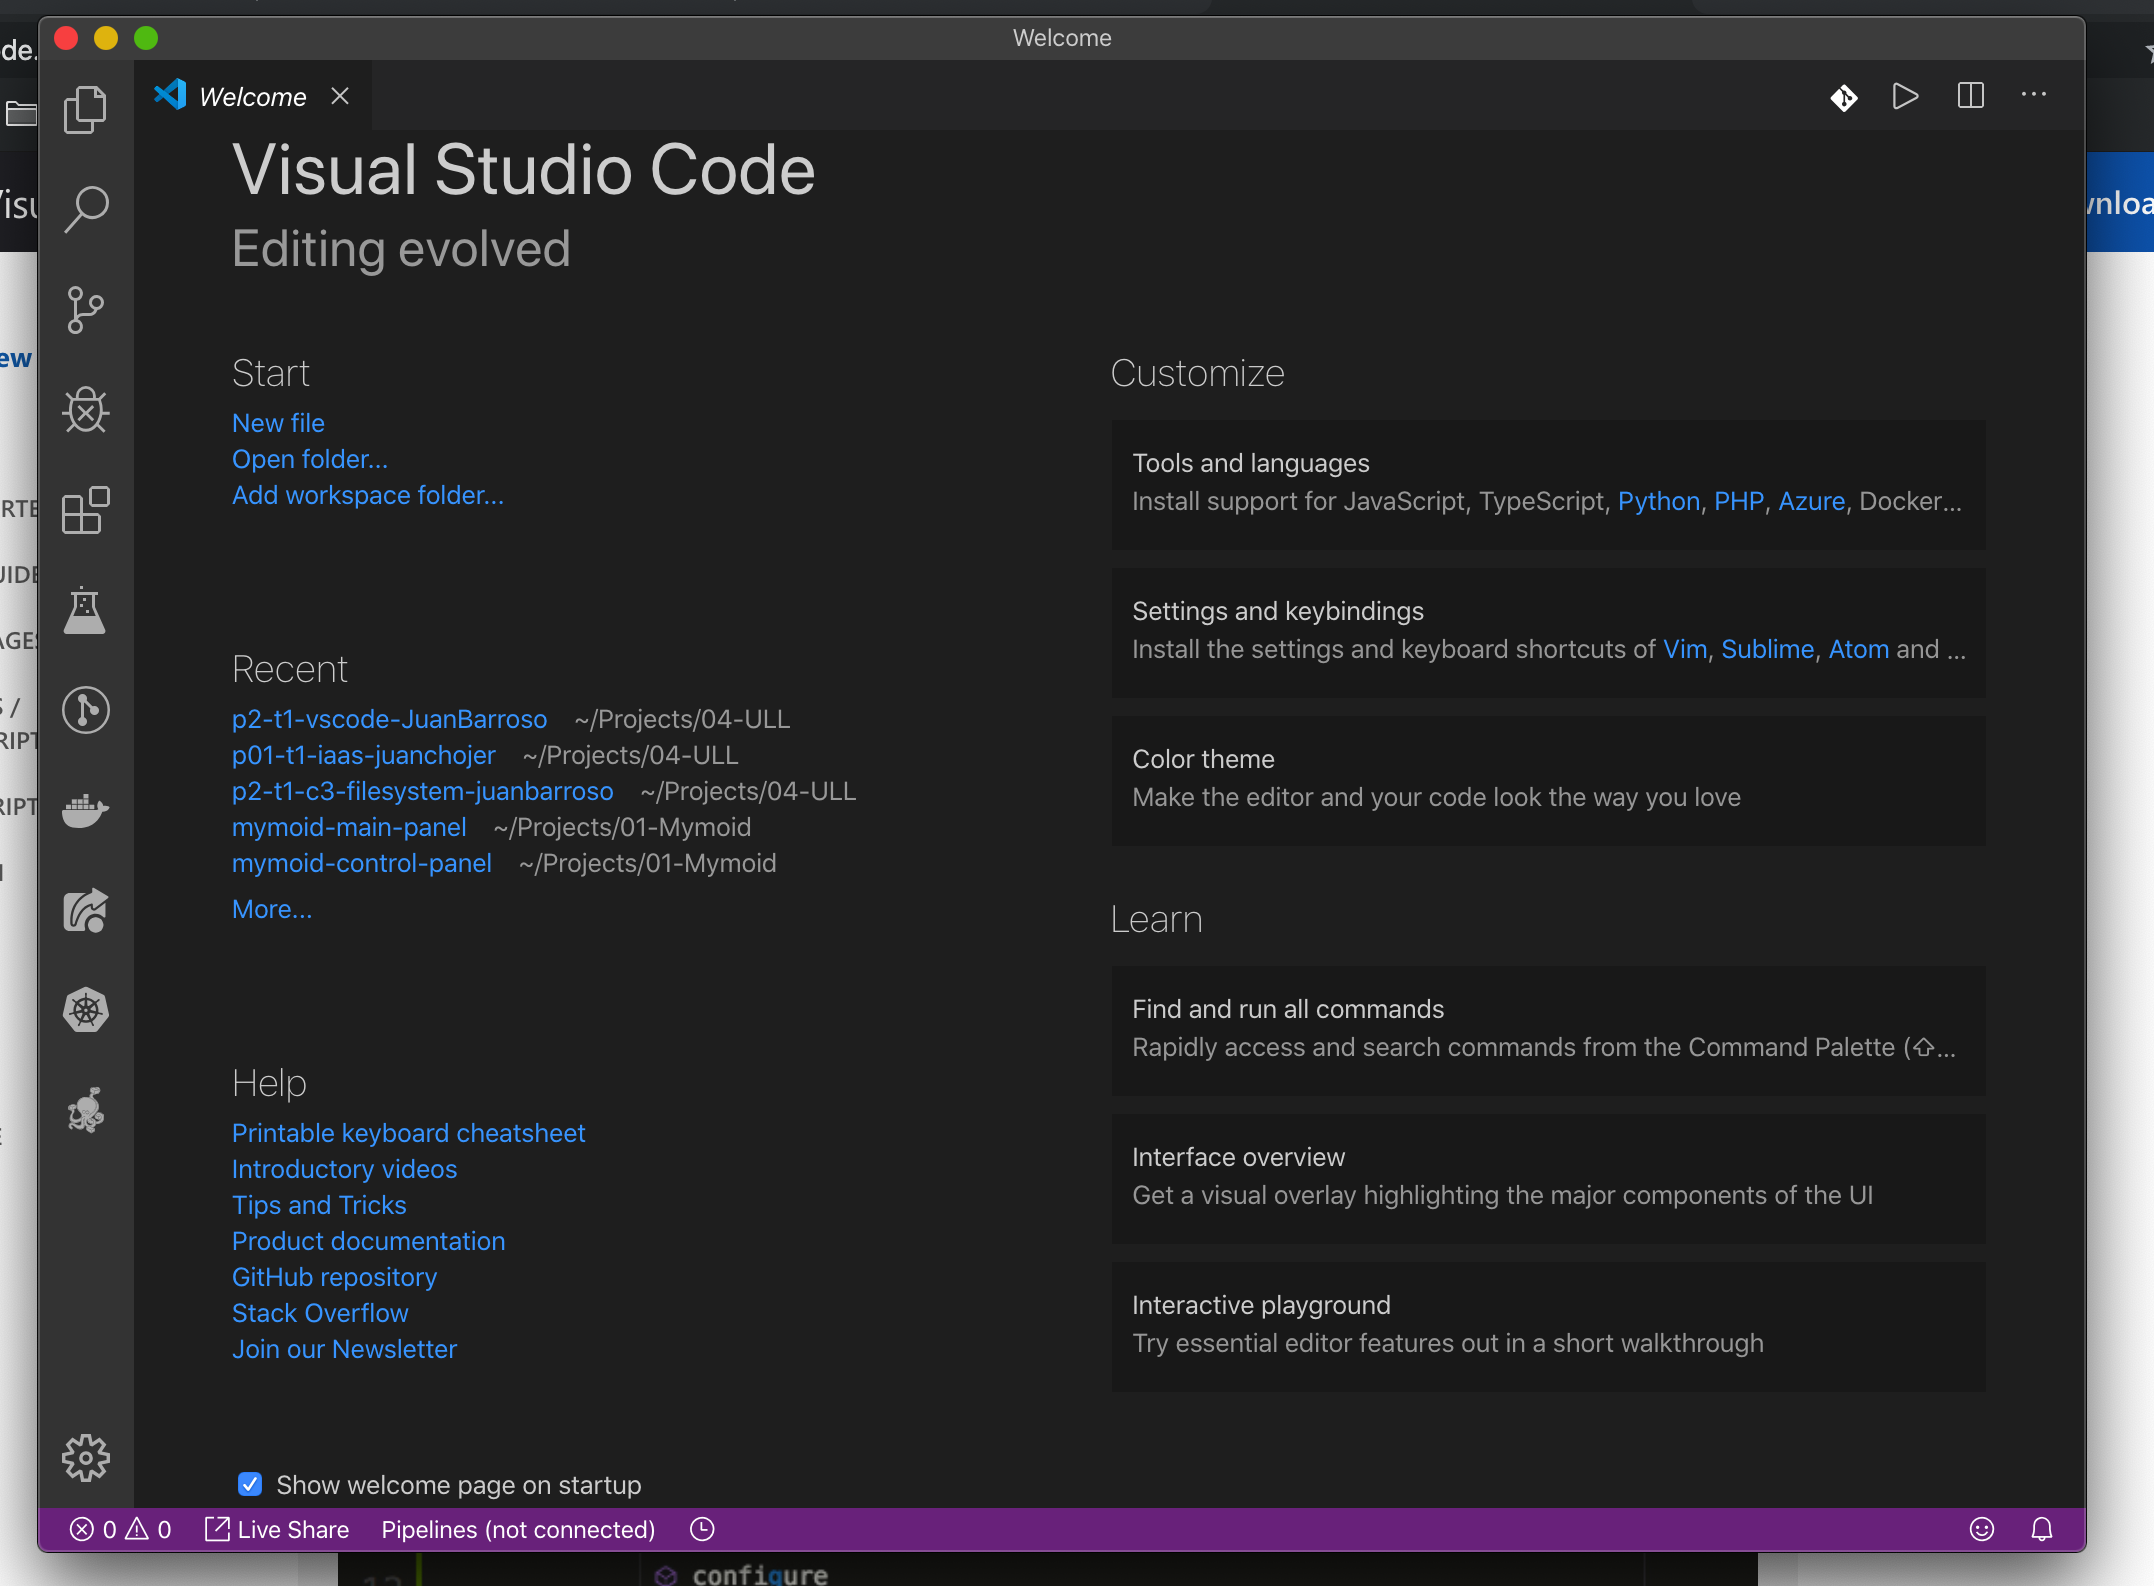 Welcome
de.
Welcome
Visual Studio Code
Editing evolved
Start
New file
Open folder...
Add workspace folder...
Recent
p2-t1-vscode-JuanBarroso ~/Projects/04-ULL
p01-t1-iaas-juanchojer ~/Projects/04-ULL
p2-t1-c3-filesystem-juanbarroso ~/Projects/04-ULL
mymoid-main-panel ~/Projects/01-Mymoid
mymoid-control-panel ~/Projects/01-Mymoid
More...
Help
Printable keyboard cheatsheet
Introductory videos
Tips and Tricks
Product documentation
GitHub repository
Stack Overflow
Join our Newsletter
Show welcome page on startup
Customize
Tools and languages
Install support for JavaScript, TypeScript, Python, PHP, Azure, Docker...
Settings and keybindings
Install the settings and keyboard shortcuts of Vim, Sublime, Atom and ...
Color theme
Make the editor and your code look the way you love
Learn
Find and run all commands
Rapidly access and search commands from the Command Palette (⇧...
Interface overview
Get a visual overlay highlighting the major components of the UI
Interactive playground
Try essential editor features out in a short walkthrough
0 0 Live Share Pipelines (not connected)
configure